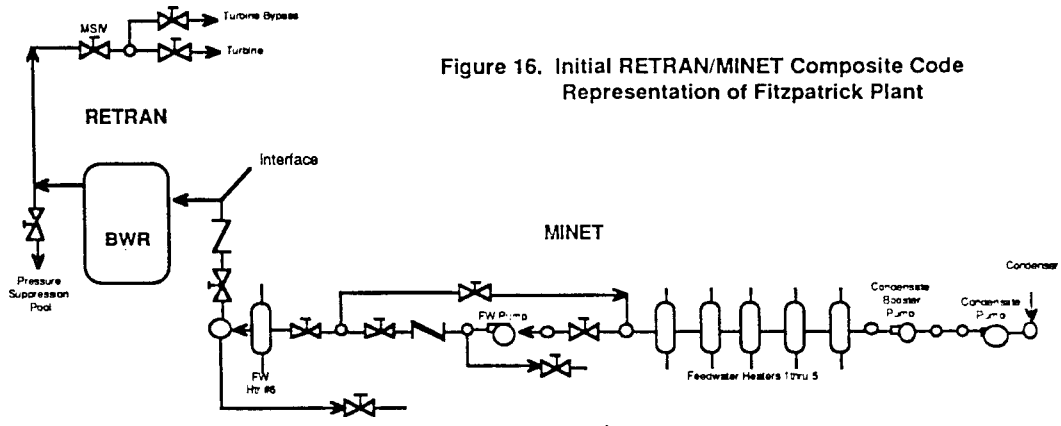 Turbine Bypass
MSIV
Turbine
Figure 16. Initial RETRAN/MINET Composite Code
Representation of Fitzpatrick Plant
RETRAN
Interface
BWR
MINET
Pressure
Suppression
Pool
Condenser
Condensate
Booster
Pump
Condensate
Pump
FW Pump
FW
Htr #6
Feedwater Heaters 1 thru 5